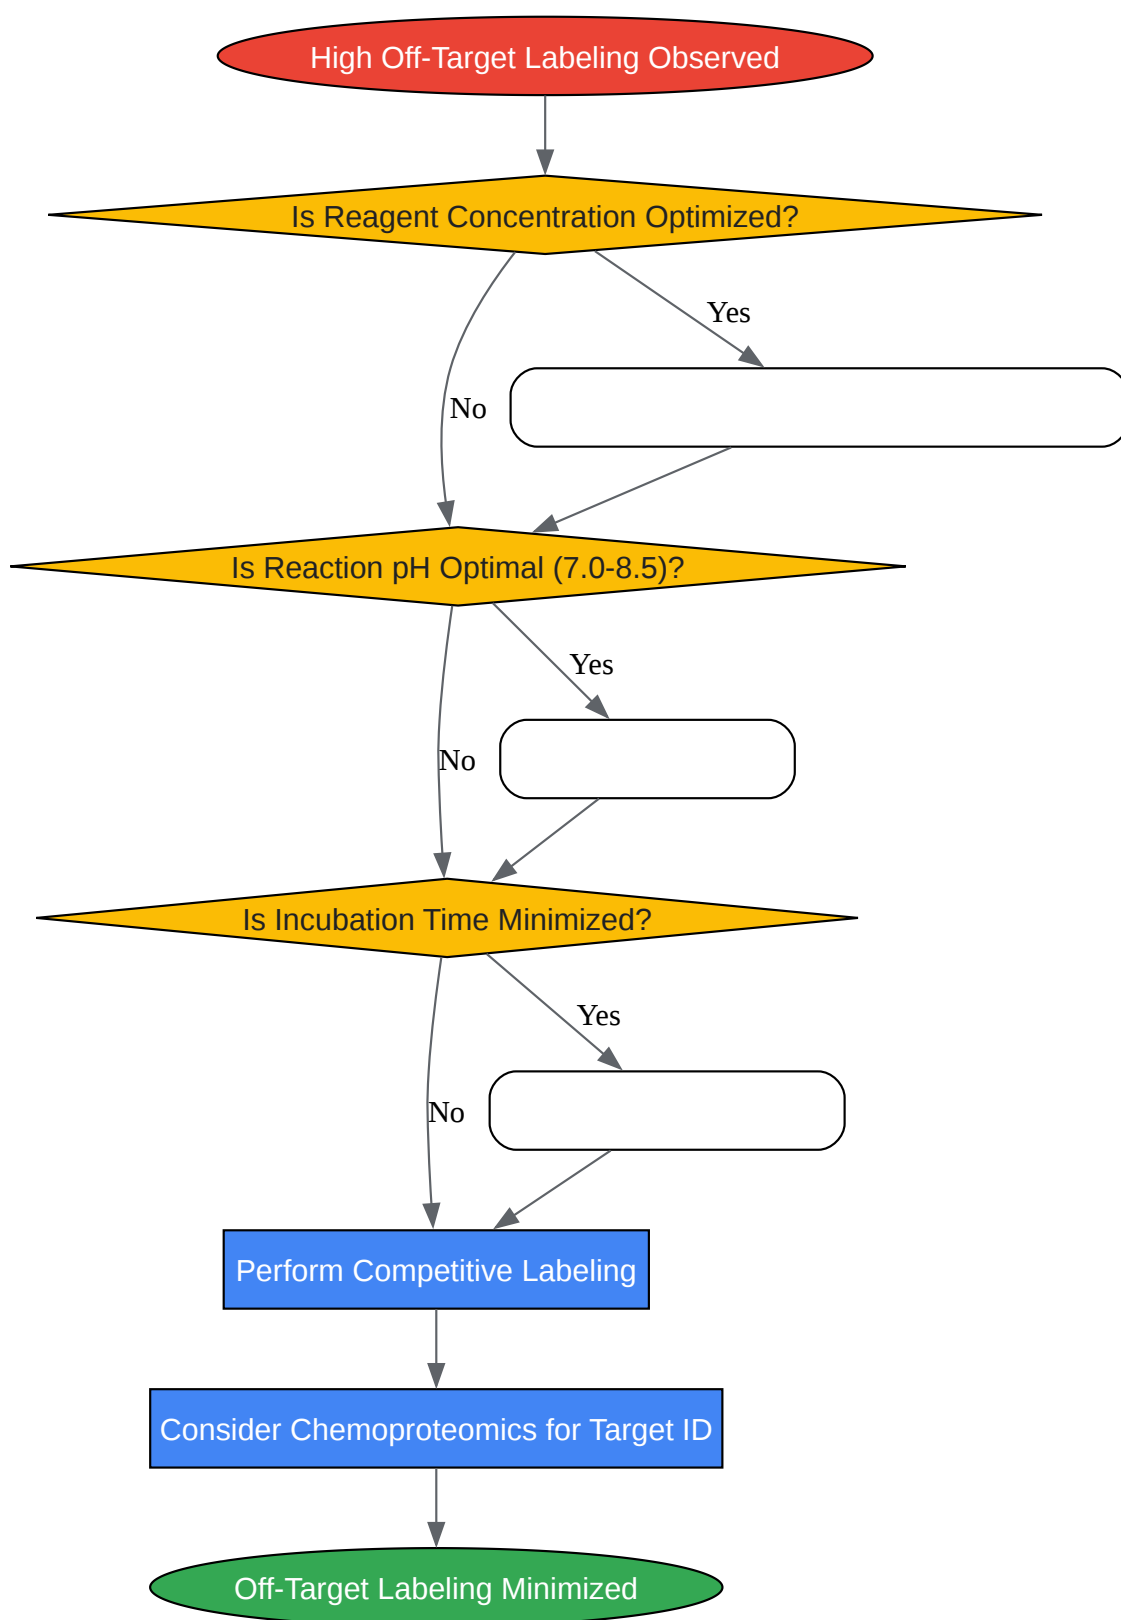 High Off-Target Labeling Observed
Is Reagent Concentration Optimized?
Yes
No
Is Reaction pH Optimal (7.0-8.5)?
Yes
No
Is Incubation Time Minimized?
Yes
No
Perform Competitive Labeling
Consider Chemoproteomics for Target ID
Off-Target Labeling Minimized